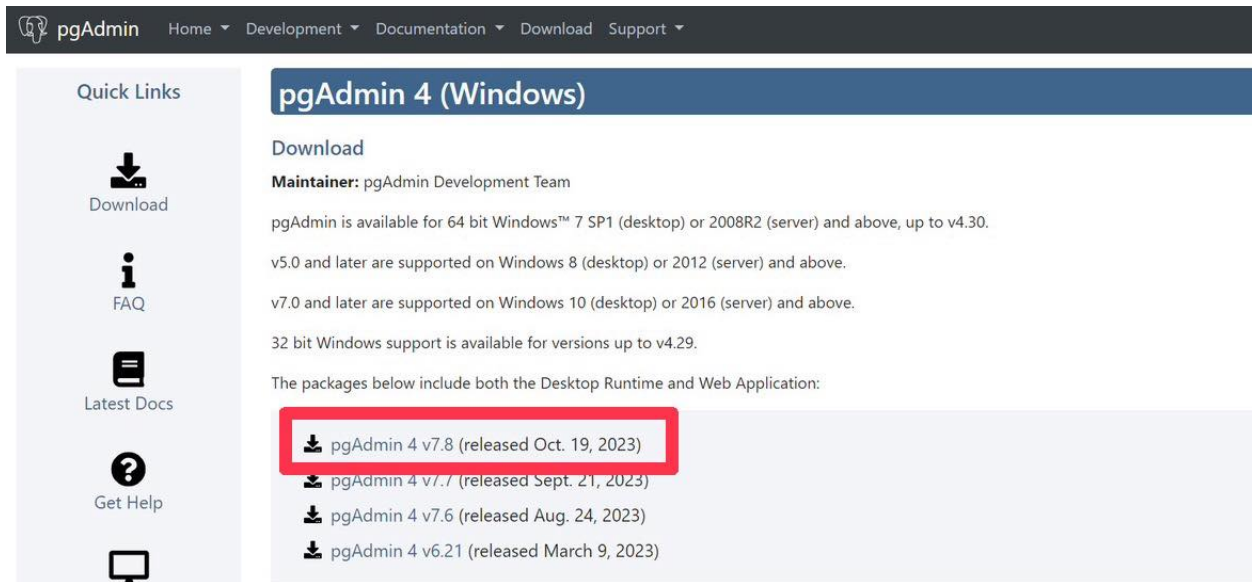 pgAdmin Home Development Documentation Download Support
Quick Links
Download
FAQ
Latest Docs
Get Help
pgAdmin 4 (Windows)
Download
Maintainer: pgAdmin Development Team
pgAdmin is available for 64 bit Windows™ 7 SP1 (desktop) or 2008R2 (server) and above, up to v4.30.
v5.0 and later are supported on Windows 8 (desktop) or 2012 (server) and above.
v7.0 and later are supported on Windows 10 (desktop) or 2016 (server) and above.
32 bit Windows support is available for versions up to v4.29.
The packages below include both the Desktop Runtime and Web Application:
pgAdmin 4 v7.8 (released Oct. 19, 2023)
pgAdmin 4 v7.7 (released Sept. 21, 2023)
pgAdmin 4 v7.6 (released Aug. 24, 2023)
pgAdmin 4 v6.21 (released March 9, 2023)